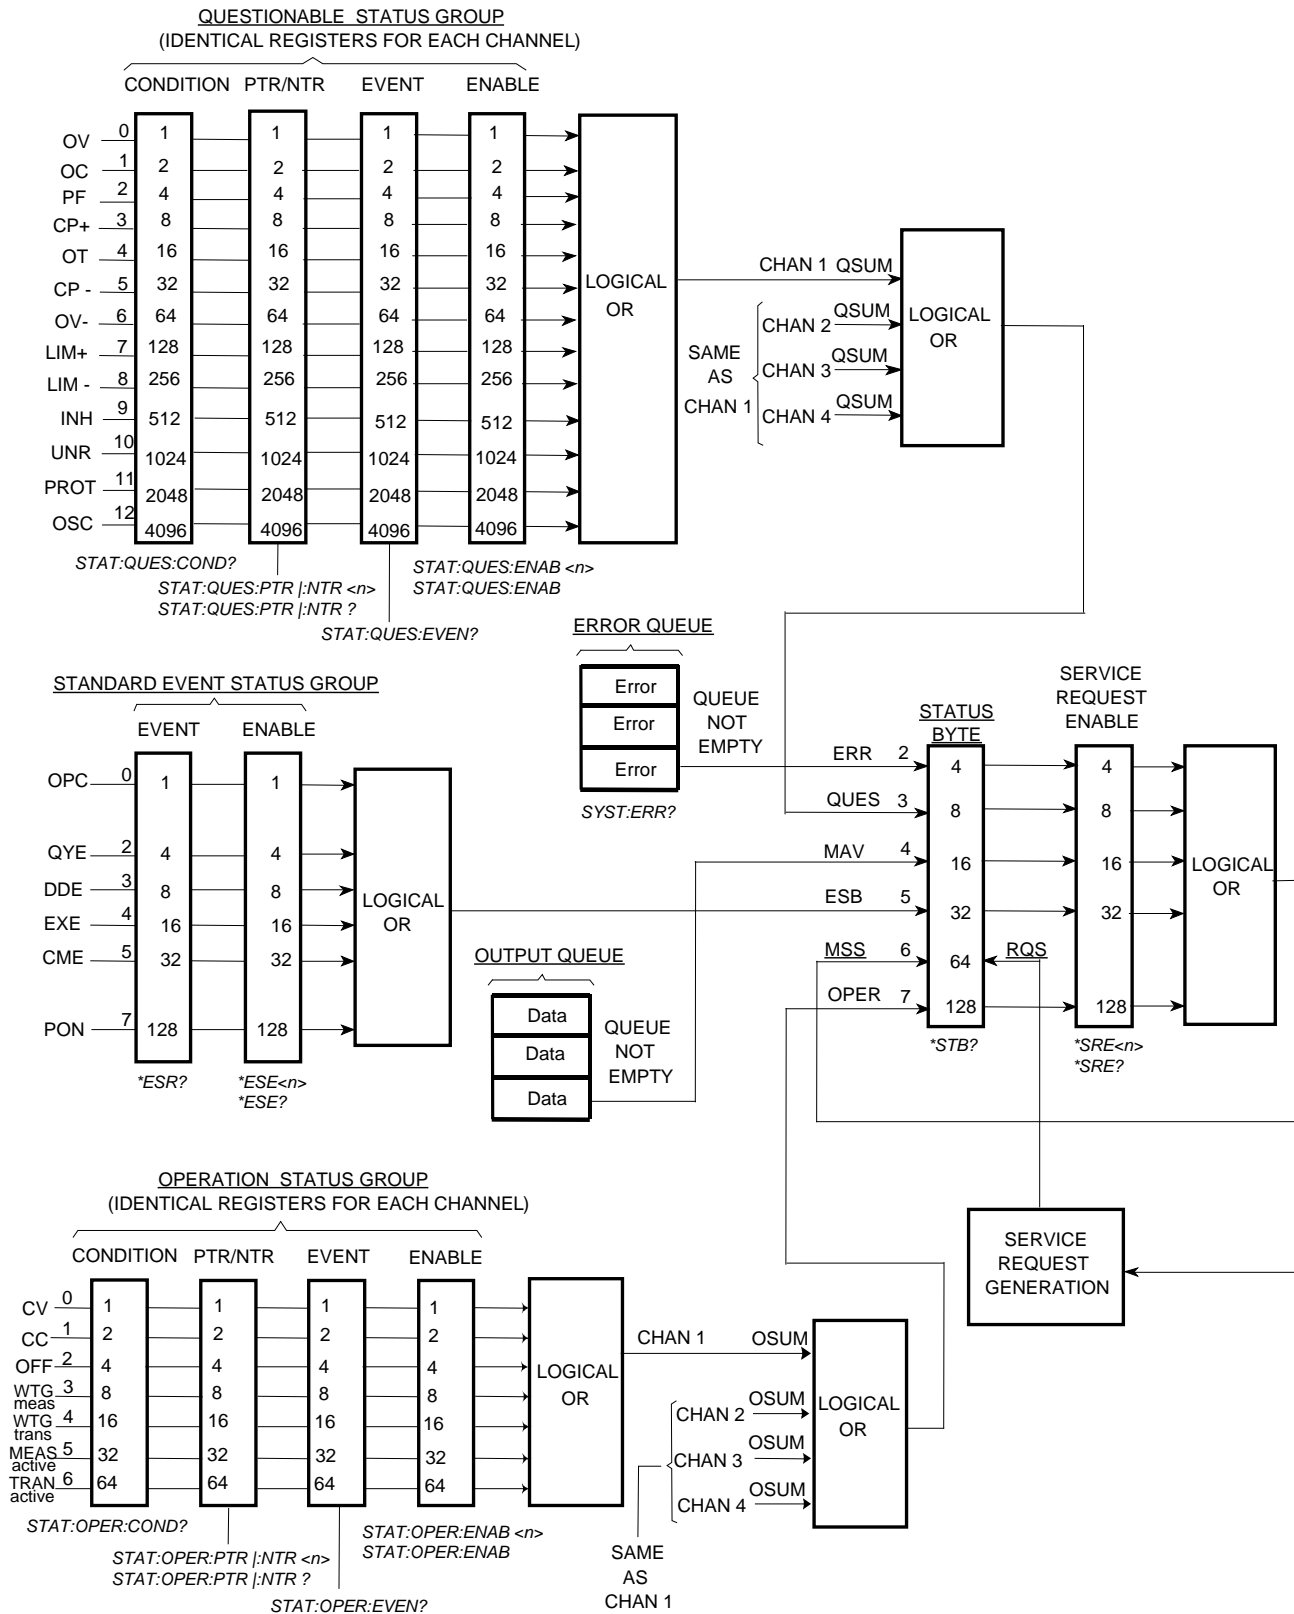 QUESTIONABLE STATUS GROUP
(IDENTICAL REGISTERS FOR EACH CHANNEL)
CONDITION PTR/NTR EVENT ENABLE
OV 0 1 1 1 1
OC 1 2 2 2 2
PF 2 4 4 4 4
CP+ 3 8 8 8 8
OT 4 16 16 16 16
CP - 5 32 32 32 32
OV- 6 64 64 64 64
LIM+ 7 128 128 128 128
LIM - 8 256 256 256 256
INH 9 512 512 512 512
UNR 10 1024 1024 1024 1024
PROT 11 2048 2048 2048 2048
OSC 12 4096 4096 4096 4096
LOGICAL
OR
STAT:QUES:COND?
STAT:QUES:PTR |:NTR <n>
STAT:QUES:PTR |:NTR ?
STAT:QUES:EVEN?
STAT:QUES:ENAB <n>
STAT:QUES:ENAB
CHAN 1 QSUM
CHAN 2 QSUM
CHAN 3 QSUM
CHAN 4 QSUM
SAME
AS
CHAN 1
LOGICAL
OR
ERROR QUEUE
Error
Error
Error
QUEUE
NOT
EMPTY
SYST:ERR?
STANDARD EVENT STATUS GROUP
EVENT ENABLE
OPC 0 1 1
QYE 2 4 4
DDE 3 8 8
EXE 4 16 16
CME 5 32 32
PON 7 128 128
LOGICAL
OR
*ESR?
*ESE<n>
*ESE?
OUTPUT QUEUE
Data
Data
Data
QUEUE
NOT
EMPTY
STATUS
BYTE
SERVICE
REQUEST
ENABLE
ERR 2 4 4
QUES 3 8 8
MAV 4 16 16
ESB 5 32 32
MSS 6 64 RQS
OPER 7 128 128
LOGICAL
OR
*STB?
*SRE<n>
*SRE?
SERVICE
REQUEST
GENERATION
OPERATION STATUS GROUP
(IDENTICAL REGISTERS FOR EACH CHANNEL)
CONDITION PTR/NTR EVENT ENABLE
CV 0 1 1 1 1
CC 1 2 2 2 2
OFF 2 4 4 4 4
WTG 3 8 8 8 8
meas
WTG 4 16 16 16 16
trans
MEAS 5 32 32 32 32
active
TRAN 6 64 64 64 64
active
LOGICAL
OR
STAT:OPER:COND?
STAT:OPER:PTR |:NTR <n>
STAT:OPER:PTR |:NTR ?
STAT:OPER:EVEN?
STAT:OPER:ENAB <n>
STAT:OPER:ENAB
CHAN 1 OSUM
CHAN 2 OSUM
CHAN 3 OSUM
CHAN 4 OSUM
SAME
AS
CHAN 1
LOGICAL
OR